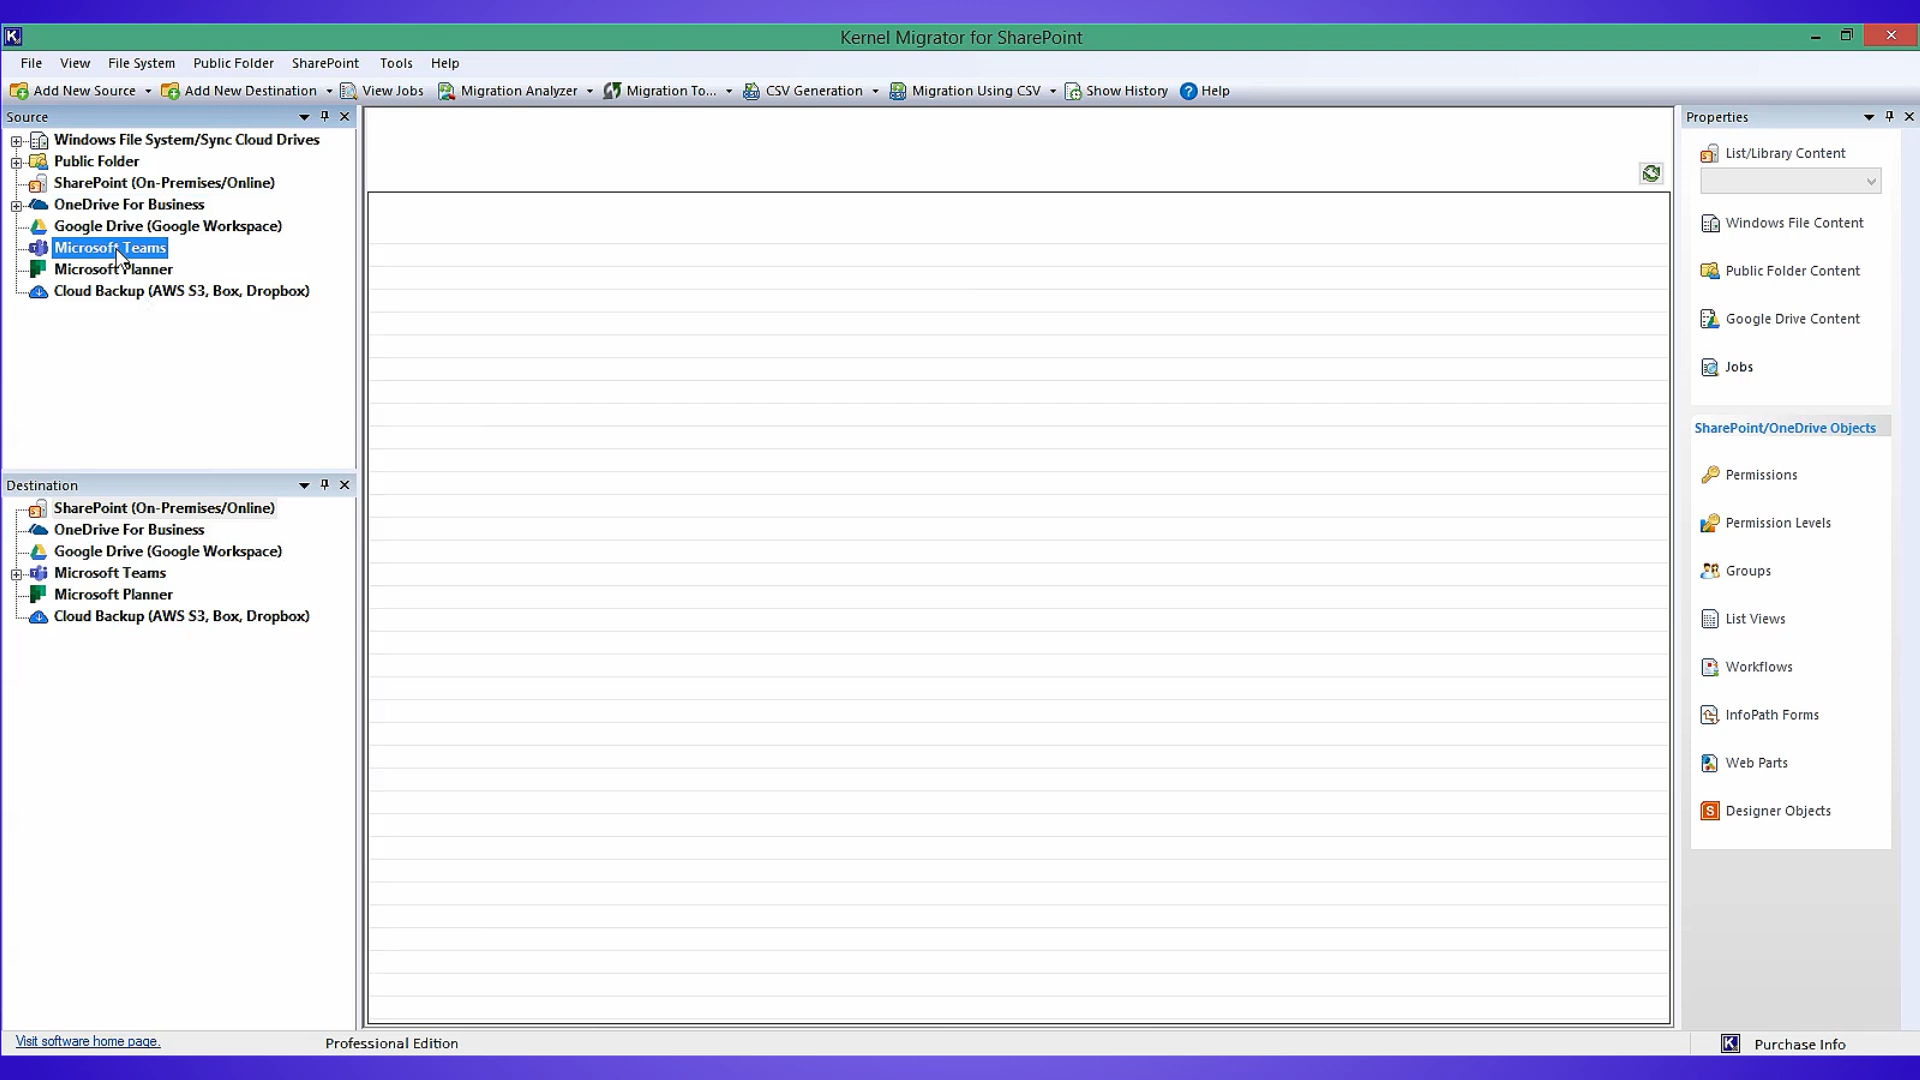 Kernel Migrator for SharePoint
File View File System Public Folder SharePoint Tools Help
Add New Source Add New Destination View Jobs Migration Analyzer Migration To... CSV Generation Migration Using CSV Show History Help
Source
Windows File System/Sync Cloud Drives
Public Folder
SharePoint (On-Premises/Online)
OneDrive For Business
Google Drive (Google Workspace)
Microsoft Teams
Microsoft Planner
Cloud Backup (AWS S3, Box, Dropbox)
Destination
SharePoint (On-Premises/Online)
OneDrive For Business
Google Drive (Google Workspace)
Microsoft Teams
Microsoft Planner
Cloud Backup (AWS S3, Box, Dropbox)
Properties
List/Library Content
Windows File Content
Public Folder Content
Google Drive Content
Jobs
SharePoint/OneDrive Objects
Permissions
Permission Levels
Groups
List Views
Workflows
InfoPath Forms
Web Parts
Designer Objects
Visit software home page.
Professional Edition
Purchase Info